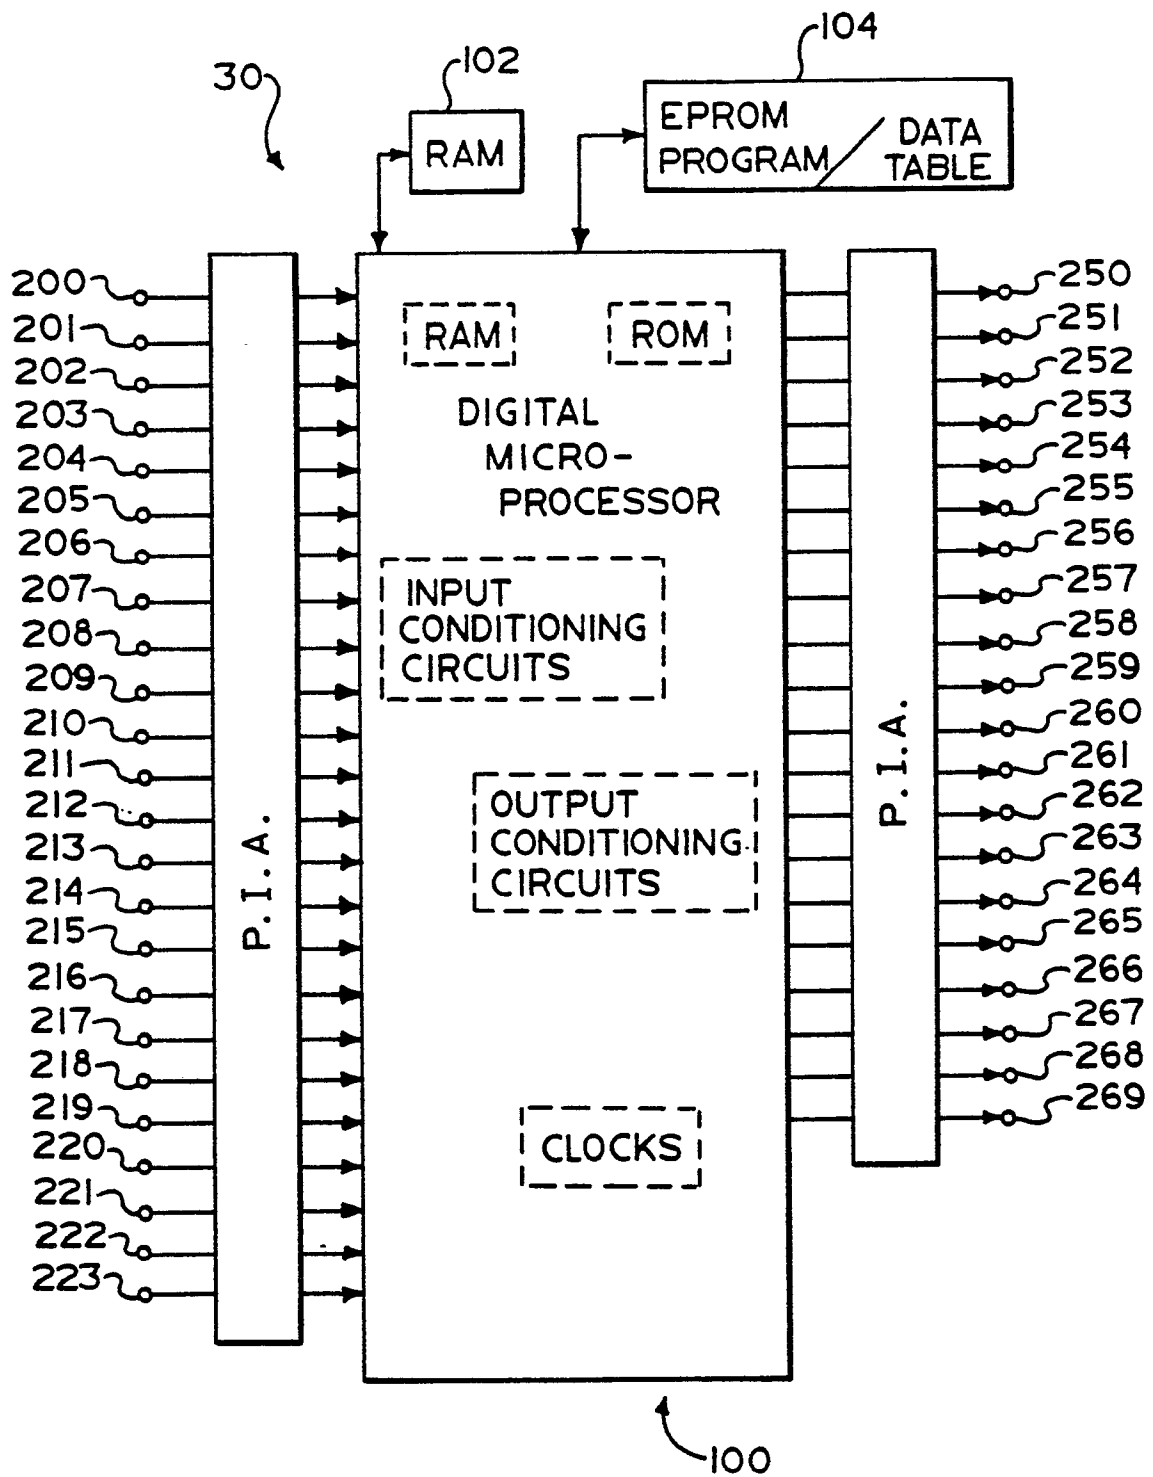 104
102
30
RAM
EPROM
PROGRAM
DATA
TABLE
200
201
202
203
204
205
206
207
208
209
210
211
212
213
214
215
216
217
218
219
220
221
222
223
P.I.A.
RAM
ROM
DIGITAL
MICRO-
PROCESSOR
INPUT
CONDITIONING
CIRCUITS
OUTPUT
CONDITIONING
CIRCUITS
CLOCKS
P.I.A.
250
251
252
253
254
255
256
257
258
259
260
261
262
263
264
265
266
267
268
269
100